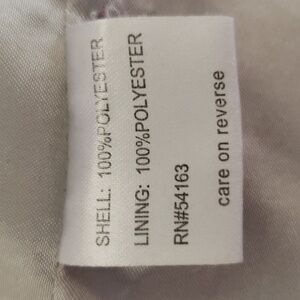 SHELL: 100%POLYESTER
LINING: 100%POLYESTER
RN#54163
care on reverse